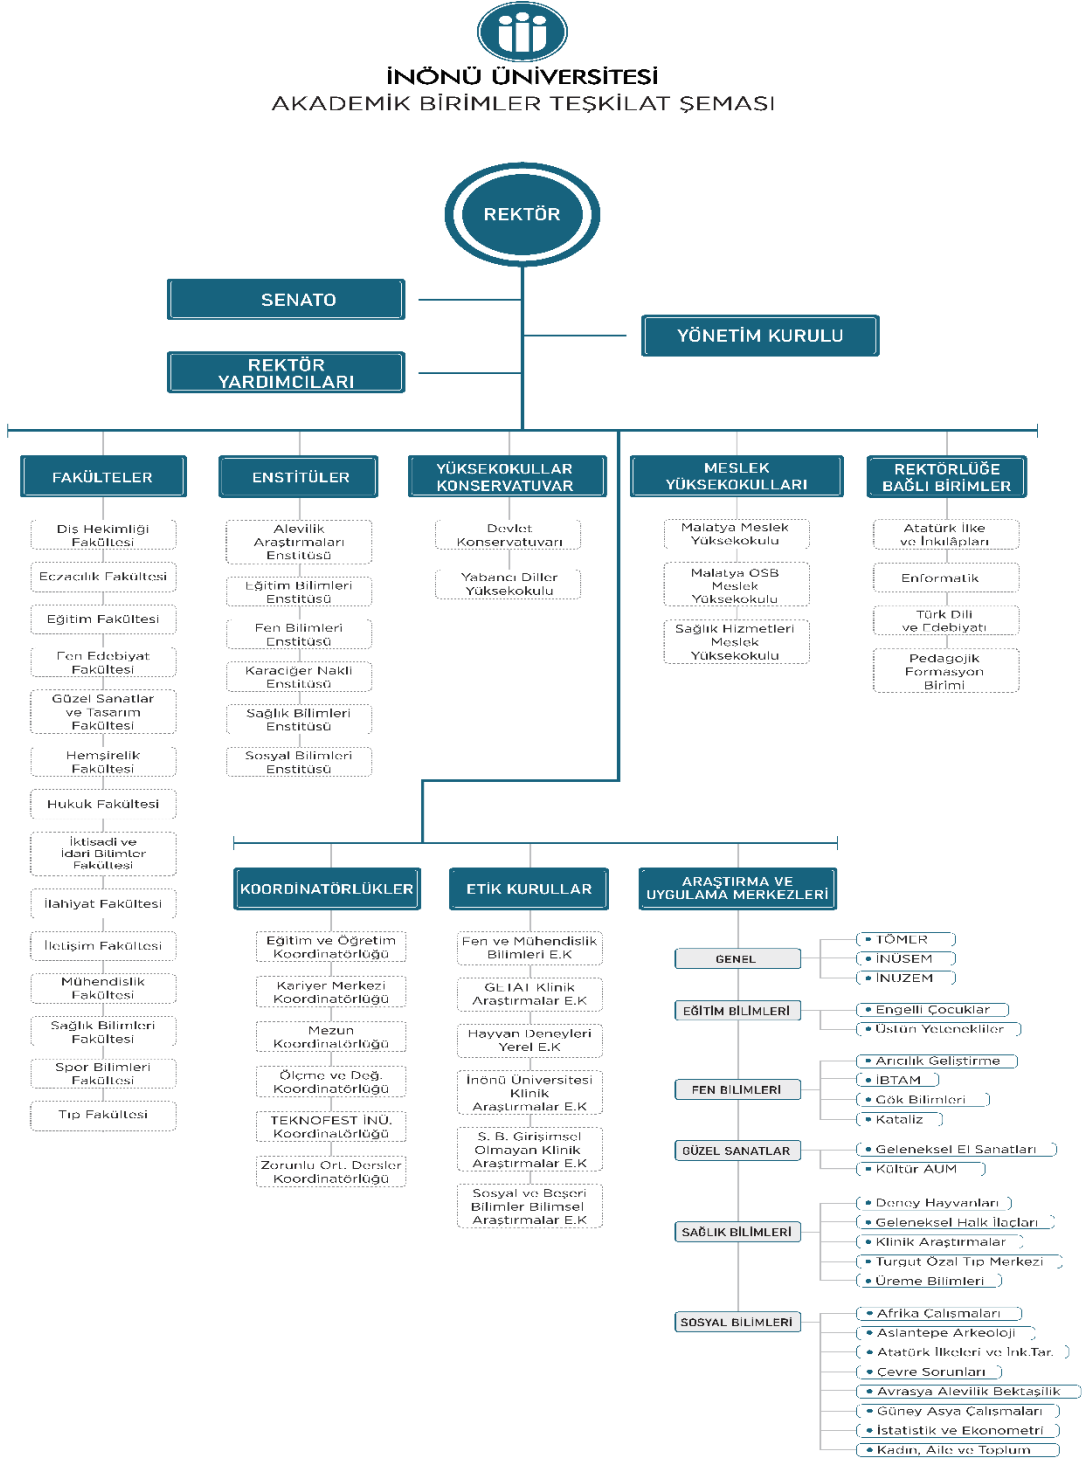 İNÖNÜ ÜNİVERSİTESİ
AKADEMİK BİRİMLER TEŞKİLAT ŞEMASI
REKTÖR
SENATO
YÖNETİM KURULU
REKTÖR
YARDIMCILARI
FAKÜLTELER
Diş Hekimliği
Fakültesi
Eczacılık Fakültesi
Eğitim Fakültesi
Fen Edebiyat
Fakültesi
Güzel Sanatlar
ve Tasarım
Fakültesi
Hemşirelik
Fakültesi
Hukuk Fakültesi
İktisadi ve
İdari Bilimler
Fakültesi
İlahiyat Fakültesi
İletişim Fakültesi
Mühendislik
Fakültesi
Sağlık Bilimleri
Fakültesi
Spor Bilimleri
Fakültesi
Tıp Fakültesi
ENSTİTÜLER
Alevilik
Araştırmaları
Enstitüsü
Eğitim Bilimleri
Enstitüsü
Fen Bilimleri
Enstitüsü
Karaciğer Nakli
Enstitüsü
Sağlık Bilimleri
Enstitüsü
Sosyal Bilimleri
Enstitüsü
YÜKSEKOKULLAR
KONSERVATUVAR
Devlet
Konservatuvarı
Yabancı Diller
Yüksekokulu
MESLEK
YÜKSEKOKULLARI
Malatya Meslek
Yüksekokulu
Malatya OSB
Meslek
Yüksekokulu
Sağlık Hizmetleri
Meslek
Yüksekokulu
REKTÖRLÜĞE
BAĞLI BİRİMLER
Atatürk İlke
ve İnkılâpları
Enformatik
Türk Dili
ve Edebiyatı
Pedagojik
Formasyon
Birimi
KOORDİNATÖRLÜKLER
Eğitim ve Öğretim
Koordinatörlüğü
Kariyer Merkezi
Koordinatörlüğü
Mezun
Koordinatörlüğü
Ölçme ve Değ.
Koordinatörlüğü
TEKNOFEST İNÜ.
Koordinatörlüğü
Zorunlu Ort. Dersler
Koordinatörlüğü
ETİK KURULLAR
Fen ve Mühendislik
Bilimleri E.K
GETAT Klinik
Araştırmalar E.K
Hayvan Deneyleri
Yerel E.K
İnönü Üniversitesi
Klinik
Araştırmalar E.K
S. B. Girişimsel
Olmayan Klinik
Araştırmalar E.K
Sosyal ve Beşeri
Bilimler Bilimsel
Araştırmalar E.K
ARAŞTIRMA VE
UYGULAMA MERKEZLERİ
GENEL
• TÖMER
• İNÜSEM
• İNUZEM
EĞİTİM BİLİMLERİ
• Engelli Çocuklar
• Üstün Yetenekliler
FEN BİLİMLERİ
• Arıcılık Geliştirme
• İBTAM
• Gök Bilimleri
• Kataliz
GÜZEL SANATLAR
• Geleneksel El Sanatları
• Kültür AUM
SAĞLIK BİLİMLERİ
• Deney Hayvanları
• Geleneksel Halk İlaçları
• Klinik Araştırmalar
• Turgut Özal Tıp Merkezi
• Üreme Bilimleri
SOSYAL BİLİMLERİ
• Afrika Çalışmaları
• Aslantepe Arkeoloji
• Atatürk İlkeleri ve İnk.Tar.
• Çevre Sorunları
• Avrasya Alevilik Bektaşilik
• Güney Asya Çalışmaları
• İstatistik ve Ekonometri
• Kadın, Aile ve Toplum